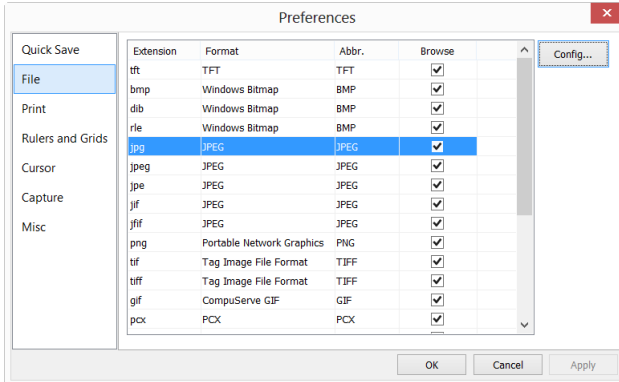 Preferences
Quick Save
File
Print
Rulers and Grids
Cursor
Capture
Misc
Extension Format Abbr. Browse
tft TFT TFT
bmp Windows Bitmap BMP
dib Windows Bitmap BMP
rle Windows Bitmap BMP
jpg JPEG JPEG
jpeg JPEG JPEG
jpe JPEG JPEG
jif JPEG JPEG
jfif JPEG JPEG
png Portable Network Graphics PNG
tif Tag Image File Format TIFF
tiff Tag Image File Format TIFF
gif CompuServe GIF GIF
pcx PCX PCX
Config...
OK Cancel Apply